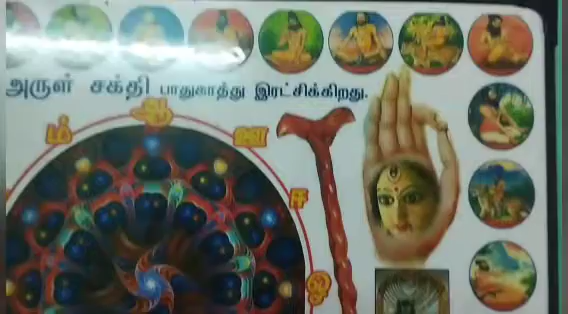 அருள் சக்தி பாதுகாத்து இரட்சிக்கிறது.
ம்
ஆ
ஊ
ஈ